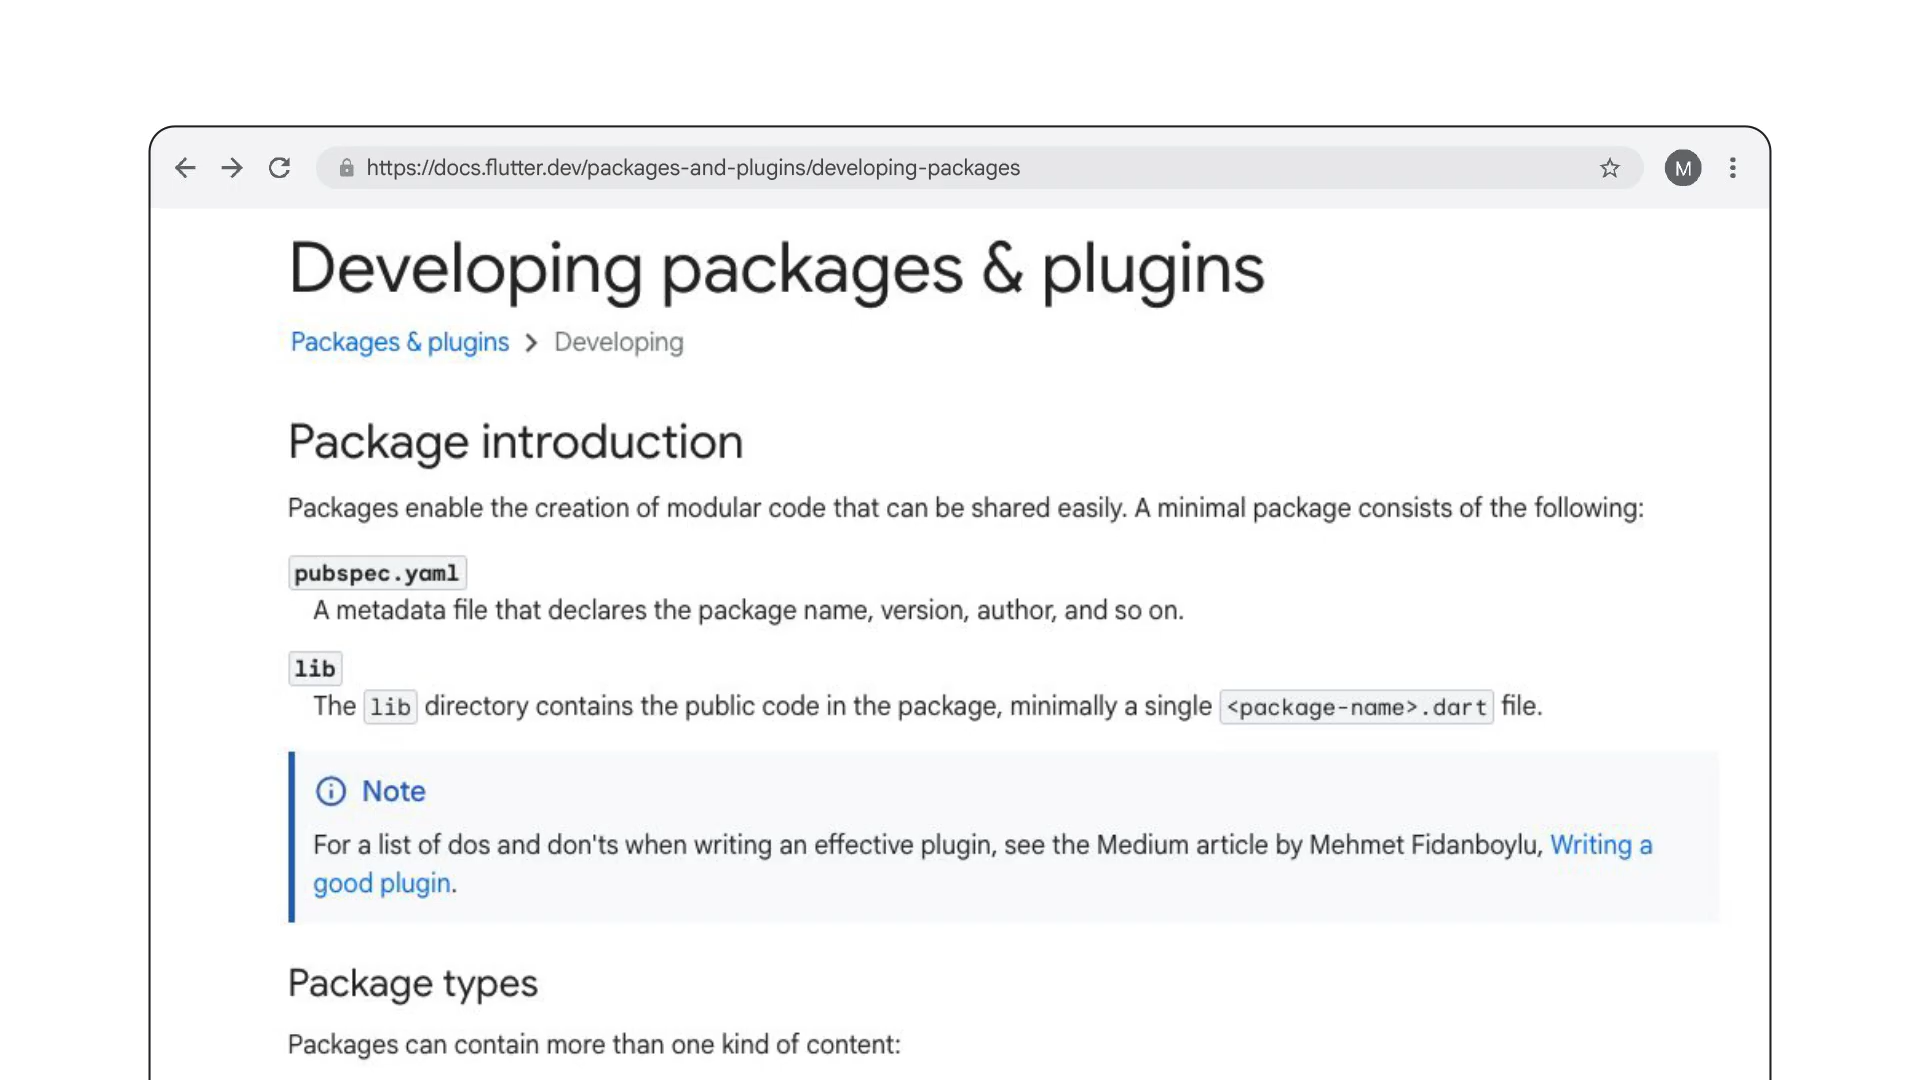 https://docs.flutter.dev/packages-and-plugins/developing-packages
M
Developing packages & plugins
Packages & plugins > Developing
Package introduction
Packages enable the creation of modular code that can be shared easily. A minimal package consists of the following:
pubspec.yaml
A metadata file that declares the package name, version, author, and so on.
lib
The lib directory contains the public code in the package, minimally a single <package-name>.dart file.
Note
For a list of dos and don'ts when writing an effective plugin, see the Medium article by Mehmet Fidanboylu, Writing a
good plugin.
Package types
Packages can contain more than one kind of content: